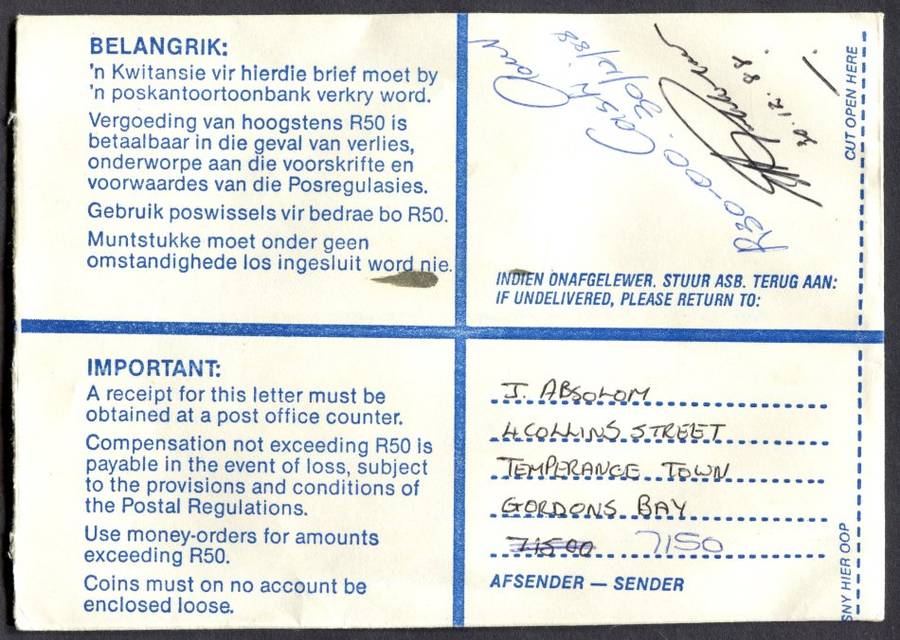 BELANGRIK:
'n Kwitansie vir hierdie brief moet by
'n poskantoortoonbank verkry word.
Vergoeding van hoogstens R50 is
betaalbaar in die geval van verlies,
onderworpe aan die voorskrifte en
voorwaardes van die Posregulasies.
Gebruik poswissels vir bedrae bo R50.
Muntstukke moet onder geen
omstandighede los ingesluit word nie.
Cash
30/12/88
R30-00
30.12.88
CUT OPEN HERE
INDIEN ONAFGELEWER. STUUR ASB. TERUG AAN:
IF UNDELIVERED, PLEASE RETURN TO:
IMPORTANT:
A receipt for this letter must be
obtained at a post office counter.
Compensation not exceeding R50 is
payable in the event of loss, subject
to the provisions and conditions of
the Postal Regulations.
Use money-orders for amounts
exceeding R50.
Coins must on no account be
enclosed loose.
J. ABSOLOM
4 COLLINS STREET
TEMPERANCE TOWN
GORDONS BAY
71500 7150
AFSENDER — SENDER
SNY HIER OOP